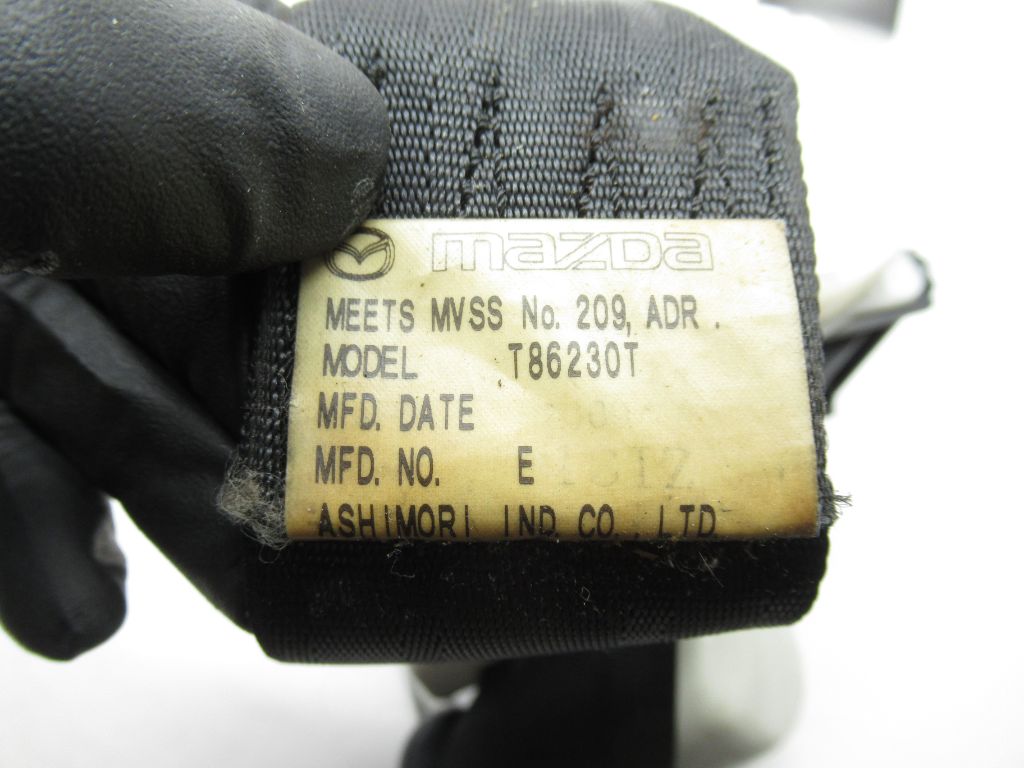 mazda
MEETS MVSS No. 209, ADR.
MODEL T86230T
MFD. DATE
MFD. NO. E
ASHIMORI IND. CO., LTD.